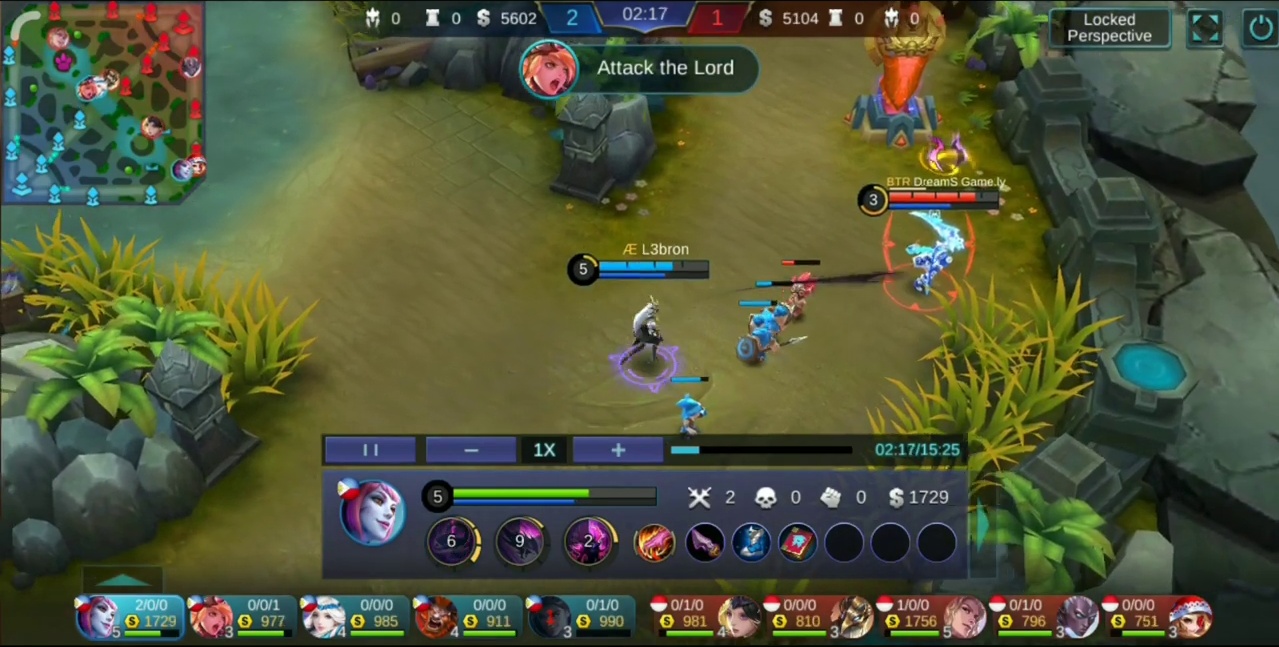 0 0 $ 5602 2 02:17 1 $ 5104 0 0
Locked
Perspective
Attack the Lord
BTR DreamS Game.ly
3
Æ L3bron
5
1X
02:17/15:25
5
2 0 0 $ 1729
6 9 2
2/0/0 0/0/1 0/0/0 0/0/0 0/1/0 0/1/0 0/0/0 1/0/0 0/1/0 0/0/0
5 S 1729 3 S 977 4 S 985 4 S 911 3 S 990 S 981 4 S 810 3 S 1756 5 S 796 3 S 751 3